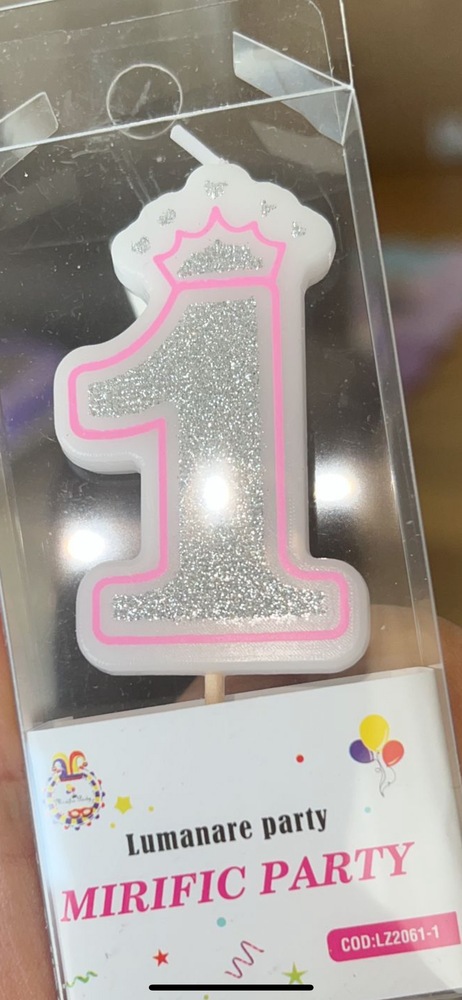 1
Lumanare party
MIRIFIC PARTY
COD:LZ2061-1